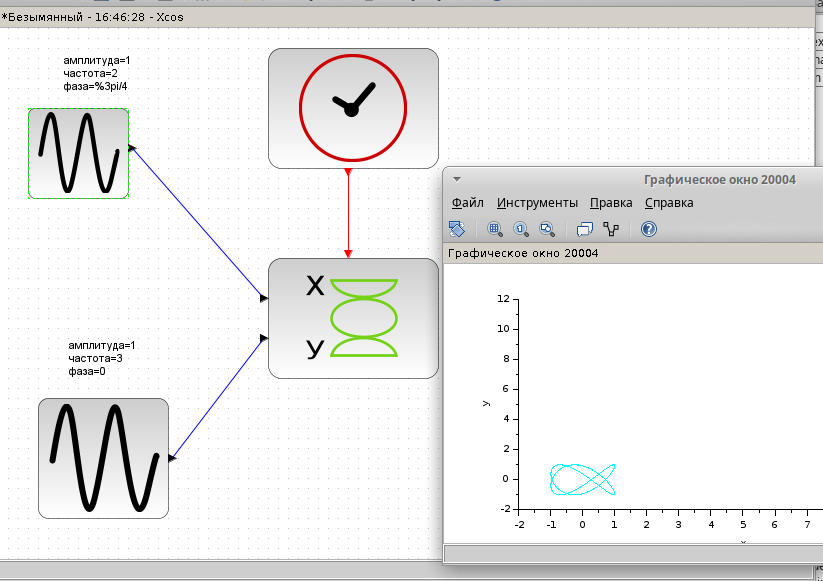 *Безымянный - 16:46:28 - Xcos
амплитуда=1
частота=2
фаза=%3pi/4
амплитуда=1
частота=3
фаза=0
X
y
Графическое окно 20004
Файл Инструменты Правка Справка
Графическое окно 20004
12
10
8
6
4
2
0
-2
y
-2 -1 0 1 2 3 4 5 6 7